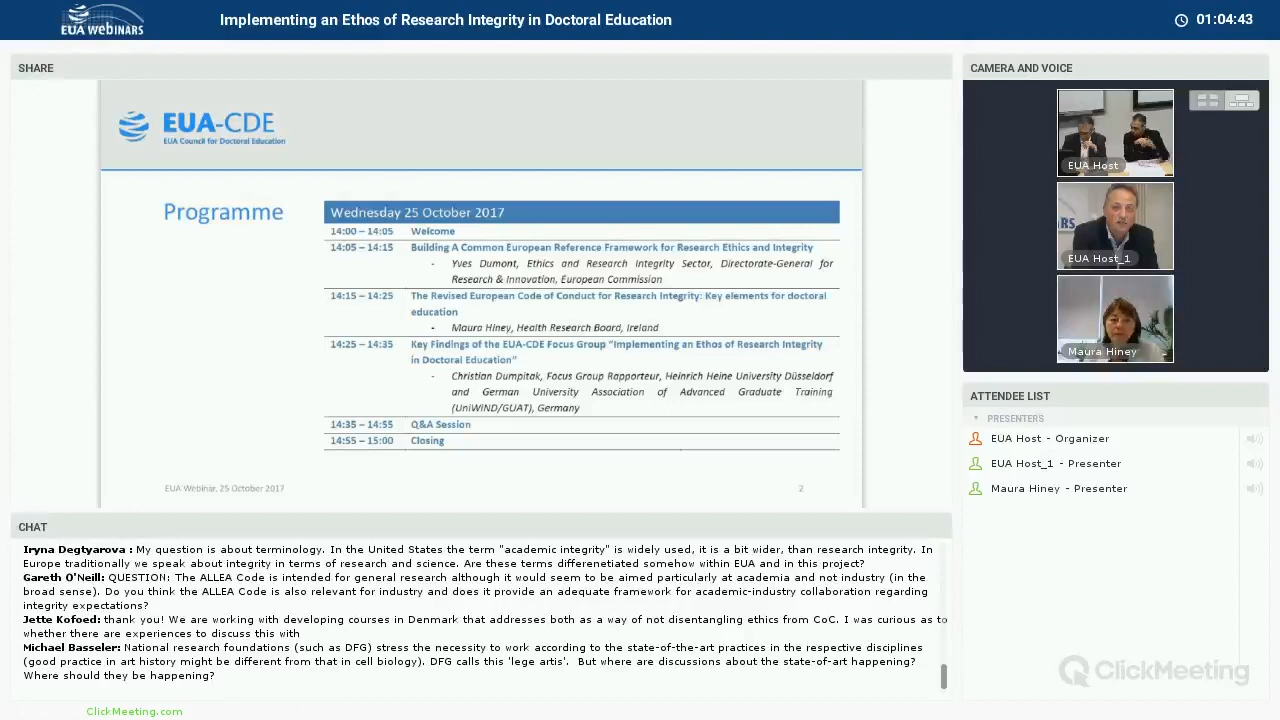 EUA WEBINARS
Implementing an Ethos of Research Integrity in Doctoral Education
01:04:43
SHARE
EUA-CDE
EUA Council for Doctoral Education
Programme
Wednesday 25 October 2017
14:00 – 14:05 Welcome
14:05 – 14:15 Building A Common European Reference Framework for Research Ethics and Integrity
- Yves Dumont, Ethics and Research Integrity Sector, Directorate-General for
Research & Innovation, European Commission
14:15 – 14:25 The Revised European Code of Conduct for Research Integrity: Key elements for doctoral
education
- Maura Hiney, Health Research Board, Ireland
14:25 – 14:35 Key Findings of the EUA-CDE Focus Group “Implementing an Ethos of Research Integrity
in Doctoral Education”
- Christian Dumpitak, Focus Group Rapporteur, Heinrich Heine University Düsseldorf
and German University Association of Advanced Graduate Training
(UniWiND/GUAT), Germany
14:35 – 14:55 Q&A Session
14:55 – 15:00 Closing
EUA Webinar, 25 October 2017
2
CAMERA AND VOICE
EUA Host
EUA Host_1
Maura Hiney
ATTENDEE LIST
PRESENTERS
EUA Host - Organizer
EUA Host_1 - Presenter
Maura Hiney - Presenter
CHAT
Iryna Degtyarova : My question is about terminology. In the United States the term "academic integrity" is widely used, it is a bit wider, than research integrity. In
Europe traditionally we speak about integrity in terms of research and science. Are these terms differenetiated somehow within EUA and in this project?
Gareth O'Neill: QUESTION: The ALLEA Code is intended for general research although it would seem to be aimed particularly at academia and not industry (in the
broad sense). Do you think the ALLEA Code is also relevant for industry and does it provide an adequate framework for academic-industry collaboration regarding
integrity expectations?
Jette Kofoed: thank you! We are working with developing courses in Denmark that addresses both as a way of not disentangling ethics from CoC. I was curious as to
whether there are experiences to discuss this with
Michael Basseler: National research foundations (such as DFG) stress the necessity to work according to the state-of-the-art practices in the respective disciplines
(good practice in art history might be different from that in cell biology). DFG calls this 'lege artis'. But where are discussions about the state-of-art happening?
Where should they be happening?
ClickMeeting
ClickMeeting.com